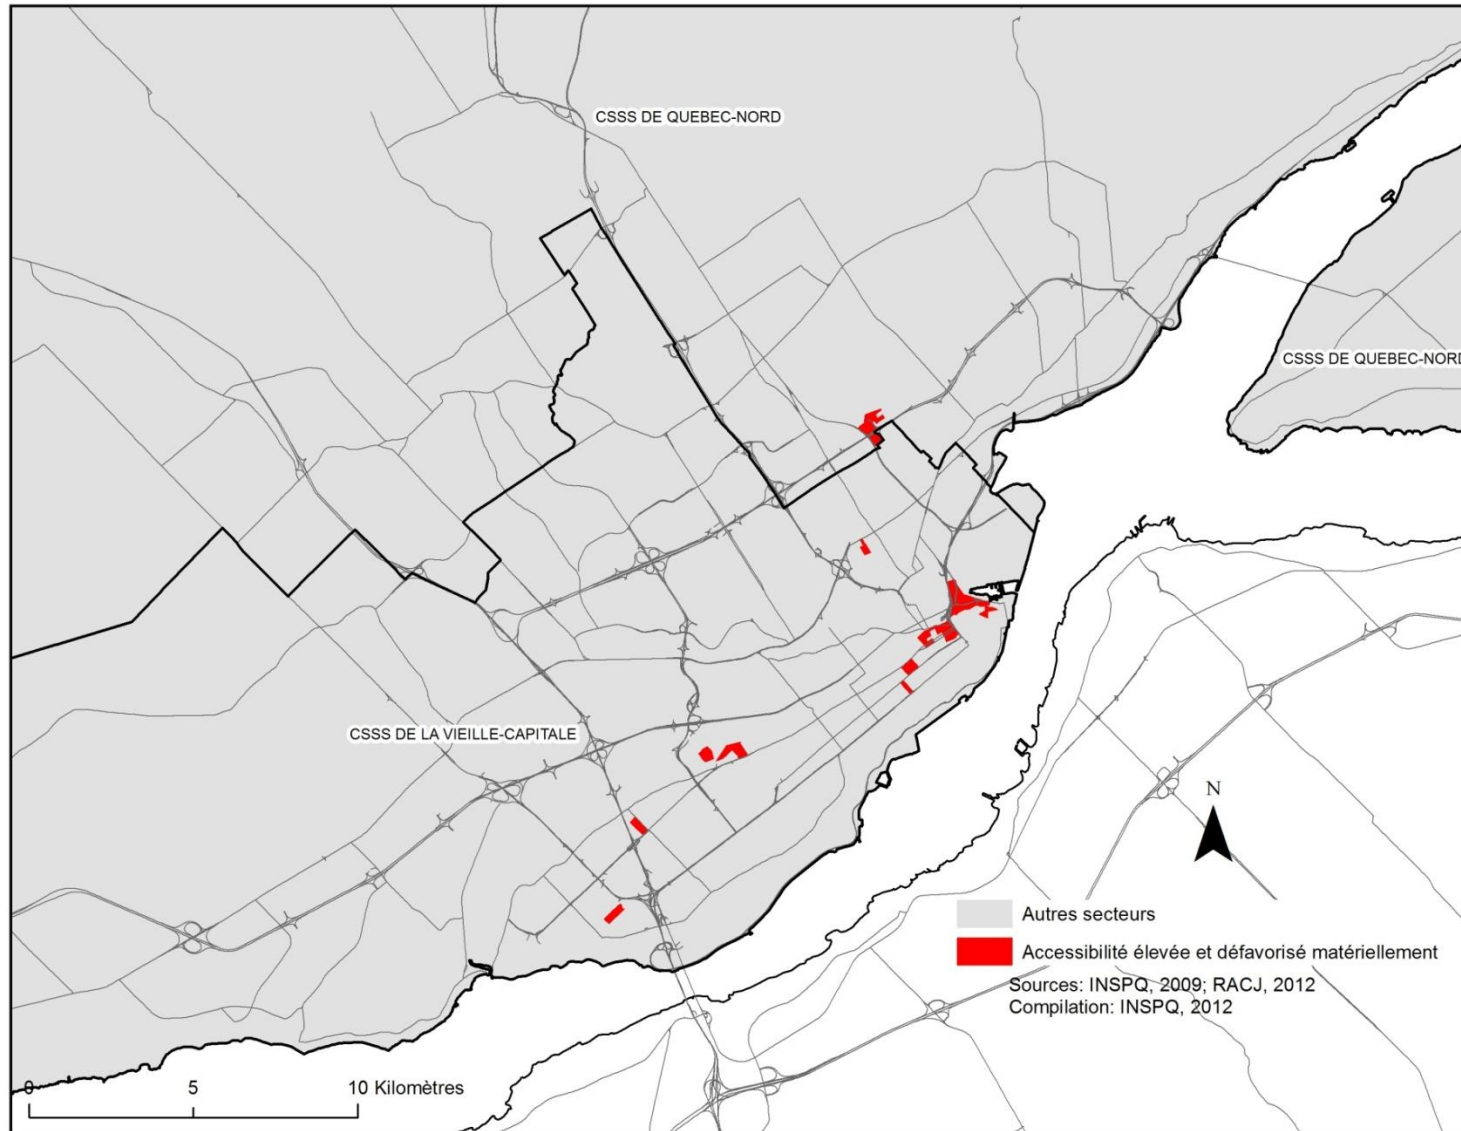 CSSS DE QUEBEC-NORD
CSSS DE QUEBEC-NORD
CSSS DE LA VIEILLE-CAPITALE
N
Autres secteurs
Accessibilité élevée et défavorisé matériellement
Sources: INSPQ, 2009; RACJ, 2012
Compilation: INSPQ, 2012
0 5 10 Kilomètres